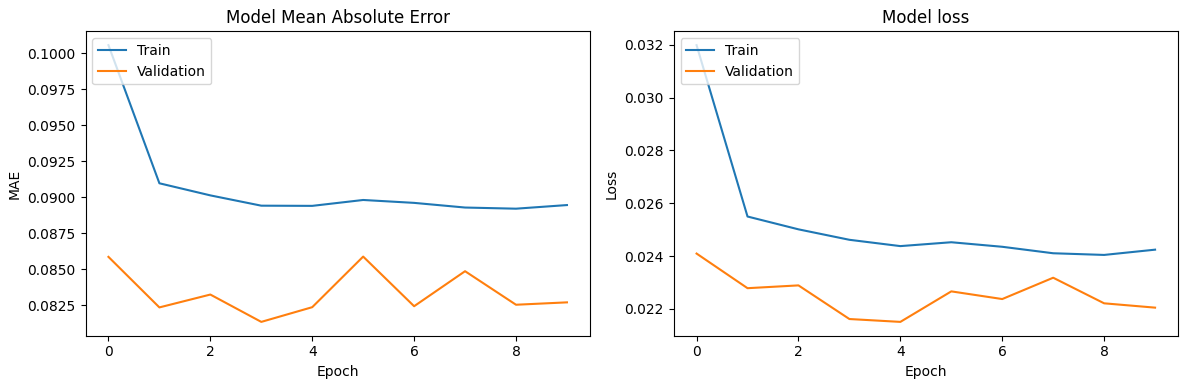 Model Mean Absolute Error
Train
Validation
0.1000
0.0975
0.0950
0.0925
0.0900
0.0875
0.0850
0.0825
MAE
0 2 4 6 8
Epoch
Model loss
Train
Validation
0.032
0.030
0.028
0.026
0.024
0.022
Loss
0 2 4 6 8
Epoch